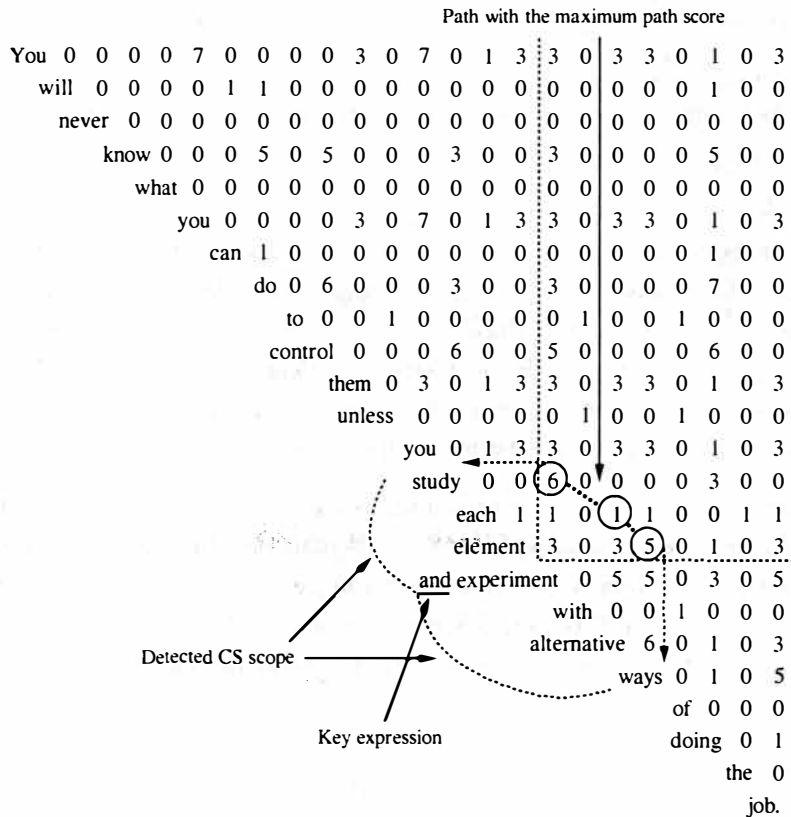 Path with the maximum path score
You 0 0 0 0 7 0 0 0 0 3 0 7 0 1 3 3 0 3 3 0 1 0 3
will 0 0 0 0 1 1 0 0 0 0 0 0 0 0 0 0 0 0 0 1 0 0
never 0 0 0 0 0 0 0 0 0 0 0 0 0 0 0 0 0 0 0 0 0
know 0 0 0 5 0 5 0 0 0 3 0 0 3 0 0 0 0 5 0 0
what 0 0 0 0 0 0 0 0 0 0 0 0 0 0 0 0 0 0 0
you 0 0 0 0 3 0 7 0 1 3 3 0 3 3 0 1 0 3
can 1 0 0 0 0 0 0 0 0 0 0 0 0 0 1 0 0
do 0 6 0 0 0 3 0 0 3 0 0 0 0 7 0 0
to 0 0 1 0 0 0 0 0 1 0 0 1 0 0 0
control 0 0 0 6 0 0 5 0 0 0 0 6 0 0
them 0 3 0 1 3 3 0 3 3 0 1 0 3
unless 0 0 0 0 0 1 0 0 1 0 0 0
you 0 1 3 3 0 3 3 0 1 0 3
study 0 0 6 0 0 0 0 3 0 0
each 1 1 0 1 1 0 0 1 1
element 3 0 3 5 0 1 0 3
and experiment 0 5 5 0 3 0 5
with 0 0 1 0 0 0
alternative 6 0 1 0 3
Detected CS scope
ways 0 1 0 5
of 0 0 0
Key expression
doing 0 1
the 0
job.